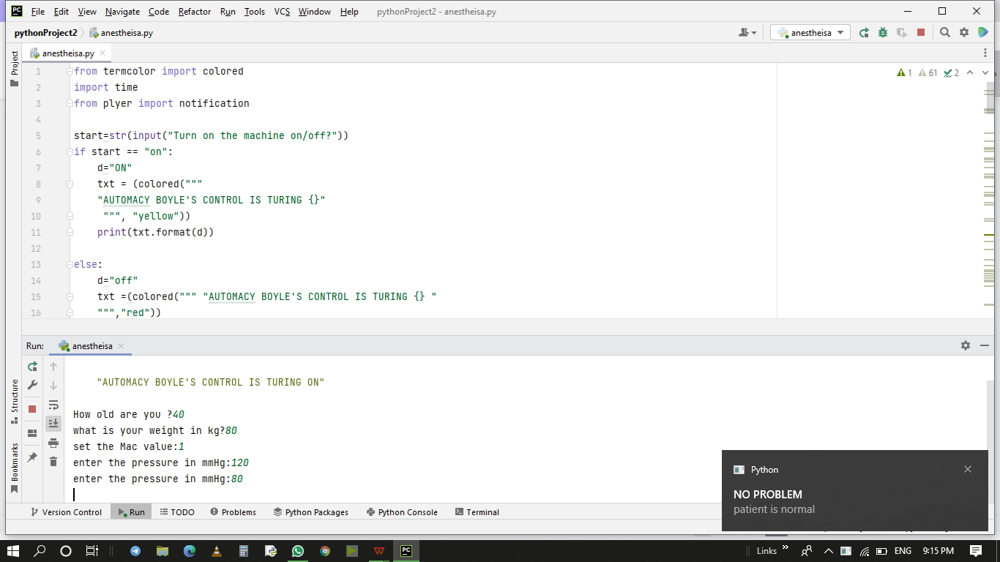 PC File Edit View Navigate Code Refactor Run Tools VCS Window Help pythonProject2 - anestheisa.py
pythonProject2 anestheisa.py anestheisa
Project
anestheisa.py
1 from termcolor import colored
1 61 2
2 import time
3 from plyer import notification
4
5 start=str(input("Turn on the machine on/off?"))
6 if start == "on":
7 d="ON"
8 txt = (colored("""
9 "AUTOMACY BOYLE'S CONTROL IS TURING {}"
10 """, "yellow"))
11 print(txt.format(d))
12
13 else:
14 d="off"
15 txt =(colored(""" "AUTOMACY BOYLE'S CONTROL IS TURING {} "
16 ""","red"))
Run: anestheisa
"AUTOMACY BOYLE'S CONTROL IS TURING ON"
Structure
How old are you ?40
what is your weight in kg?80
set the Mac value:1
enter the pressure in mmHg:120
enter the pressure in mmHg:80
Bookmarks
Python
NO PROBLEM
patient is normal
Version Control Run TODO Problems Python Packages Python Console Terminal
W PC Links ENG 9:15 PM